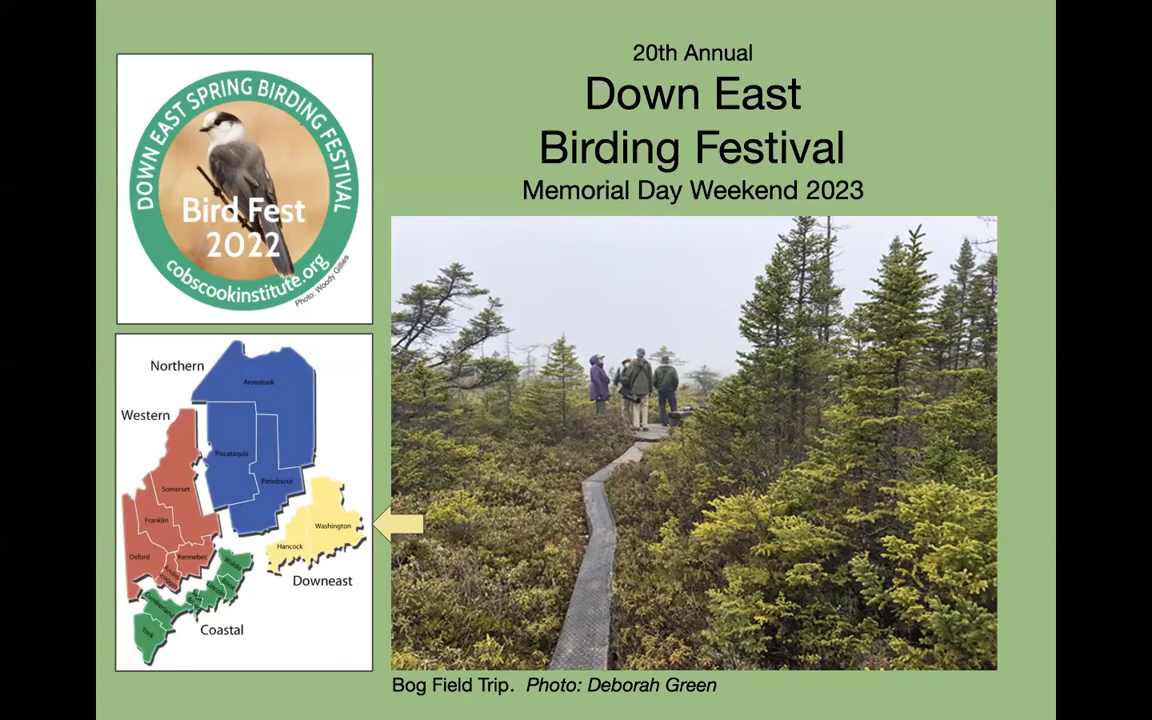 20th Annual
Down East
Birding Festival
Memorial Day Weekend 2023
DOWN EAST SPRING BIRDING FESTIVAL
Bird Fest
2022
cobscookinstitute.org
Photo: Woody Gillies
Northern
Aroostook
Western
Piscataquis
Penobscot
Somerset
Franklin
Washington
Oxford
Kennebec
Hancock
Waldo
Downeast
Cumberland
Coastal
York
Bog Field Trip. Photo: Deborah Green